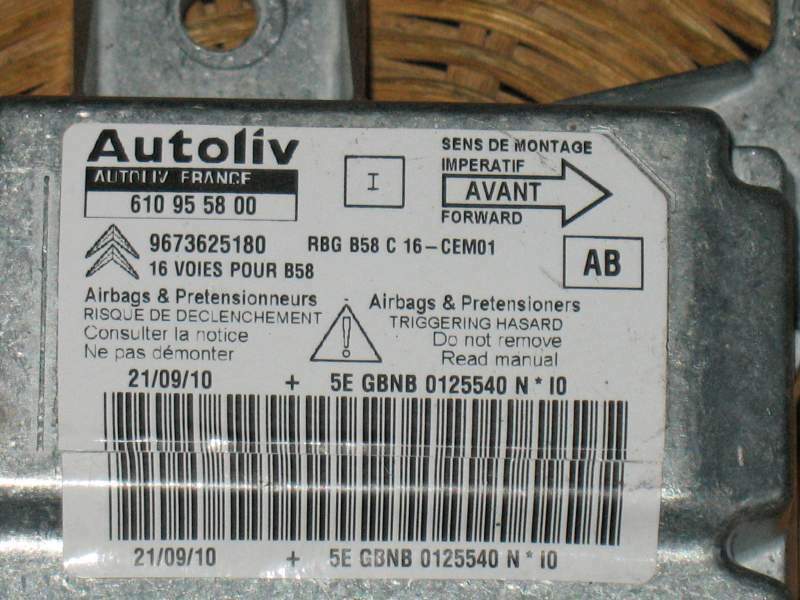 Autoliv
AUTOLIV FRANCE
610 95 58 00
I
SENS DE MONTAGE
IMPERATIF
AVANT
FORWARD
9673625180 RBG B58 C 16-CEM01
16 VOIES POUR B58
AB
Airbags & Pretensionneurs
RISQUE DE DECLENCHEMENT
Consulter la notice
Ne pas démonter
Airbags & Pretensioners
TRIGGERING HASARD
Do not remove
Read manual
21/09/10 + 5E GBNB 0125540 N * I0
21/09/10 + 5E GBNB 0125540 N * I0